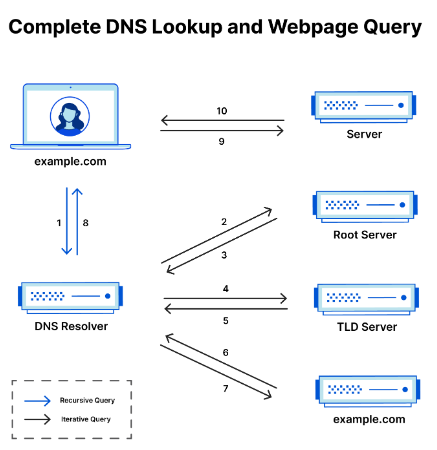 Complete DNS Lookup and Webpage Query
10
9
Server
example.com
1
8
2
3
Root Server
4
5
DNS Resolver
TLD Server
6
7
Recursive Query
Iterative Query
example.com